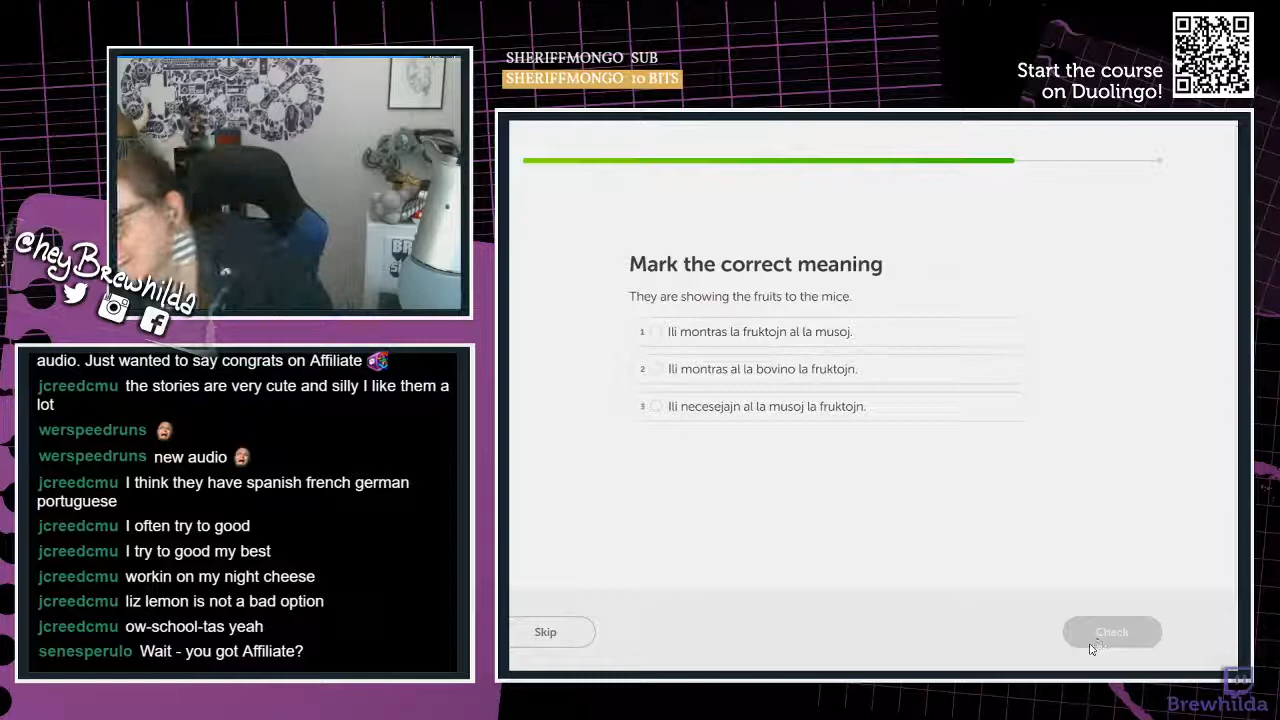 SHERIFFMONGO SUB
SHERIFFMONGO 10 BITS
Start the course
on Duolingo!
@heyBrewhilda
audio. Just wanted to say congrats on Affiliate
jcreedcmu the stories are very cute and silly I like them a
lot
werspeedruns
werspeedruns new audio
jcreedcmu I think they have spanish french german
portuguese
jcreedcmu I often try to good
jcreedcmu I try to good my best
jcreedcmu workin on my night cheese
jcreedcmu liz lemon is not a bad option
jcreedcmu ow-school-tas yeah
senesperulo Wait - you got Affiliate?
Mark the correct meaning
They are showing the fruits to the mice.
1 Ili montras la fruktojn al la musoj.
2 Ili montras al la bovino la fruktojn.
3 Ili necesejajn al la musoj la fruktojn.
Skip
Check
Brewhilda